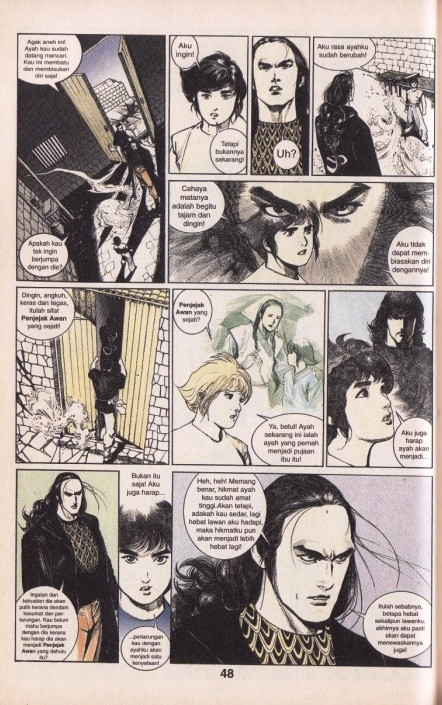 Agak aneh ini!
Ayah kau sudah
datang mencari.
Kau ini membatu
dan membisukan
diri saja!
Apakah kau
tak ingin
berjumpa
dengan dia?
Aku
ingin!
Tetapi
bukannya
sekarang!
Uh?
Aku rasa ayahku
sudah berubah!
Cahaya
matanya
adalah begitu
tajam dan
dingin!
Aku tidak
dapat mem-
biasakan diri
dengannya!
Dingin, angkuh,
keras dan tegas,
itulah sifat
Penjejak Awan
yang sejati!
Penjejak
Awan yang
sejati?
Ya, betul! Ayah
sekarang ini ialah
ayah yang pernah
menjadi pujaan
ibu itu!
Aku juga
harap
ayah akan
menjadi...
Ingatan dan
kekuatan dia akan
pulih kerana dendam
kesumat dan per-
tarungan. Kau belum
mahu berjumpa
dengan dia kerana
kau harap dia akan
menjadi Penjejak
Awan yang dahulu
itu?
Bukan itu
saja! Aku
juga harap...
...pertarungan
kau dengan
ayahku akan
menjadi satu
kenyataan!
Heh, heh! Memang
benar, hikmat ayah
kau sudah amat
tinggi.Akan tetapi,
adakah kau sedar, lagi
hebat lawan aku hadapi,
maka hikmatku pun
akan menjadi lebih
hebat lagi!
Itulah sebabnya,
betapa hebat
sekalipun lawanku,
akhirnya aku pasti
akan dapat
menewaskannya
juga!
48